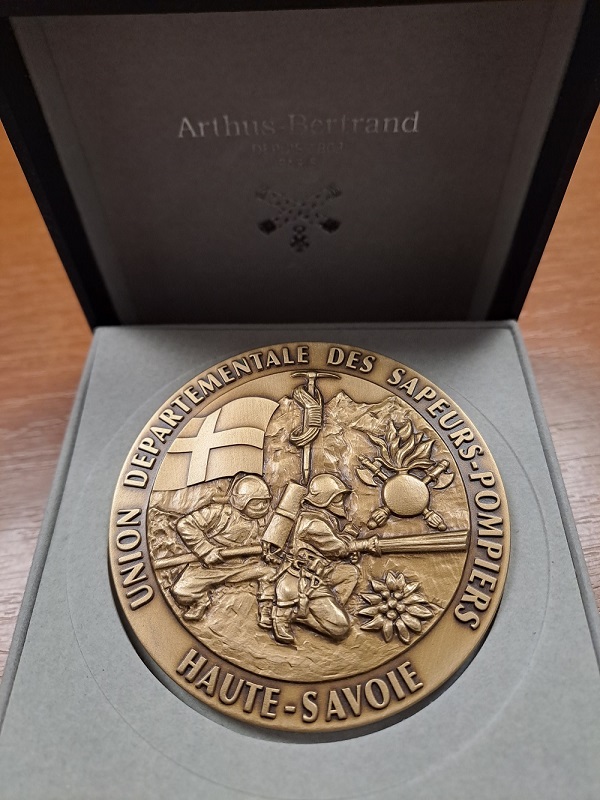 Arthus-Bertrand
UNION DEPARTEMENTALE DES SAPEURS-POMPIERS
HAUTE-SAVOIE